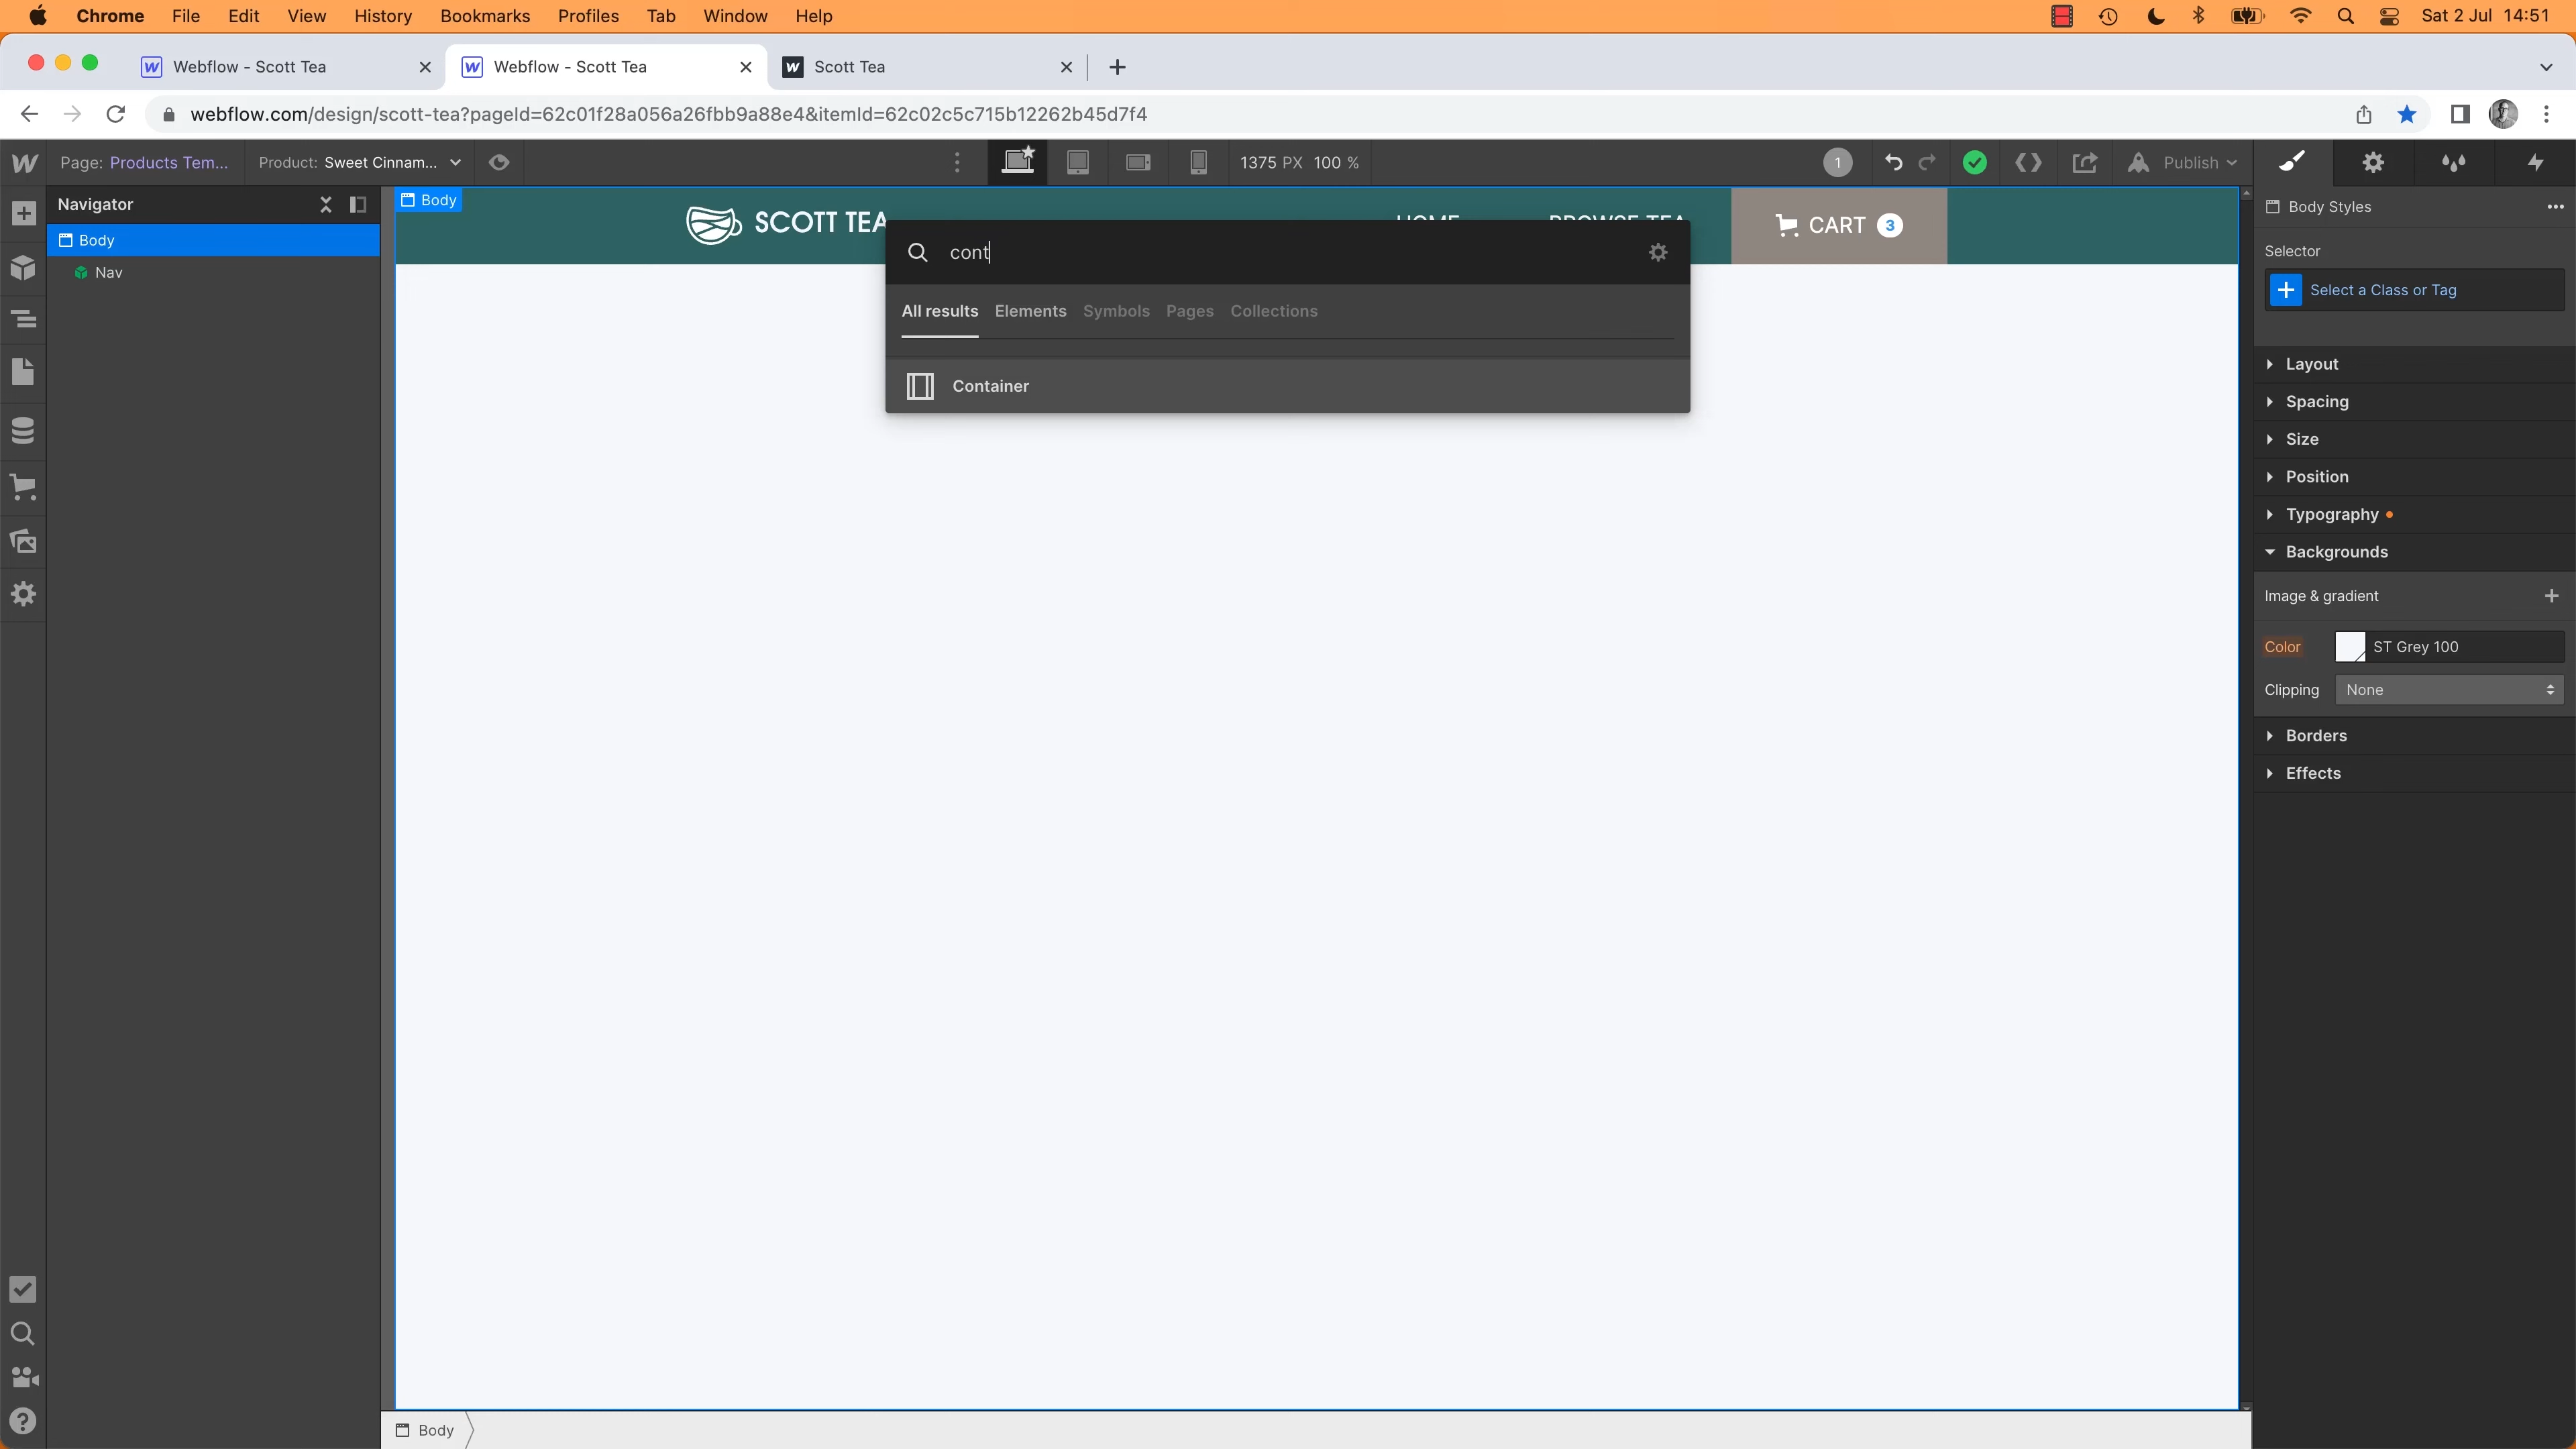 Chrome File Edit View History Bookmarks Profiles Tab Window Help Sat 2 Jul 14:51
Webflow - Scott Tea Webflow - Scott Tea Scott Tea
webflow.com/design/scott-tea?pageId=62c01f28a056a26fbb9a88e4&itemId=62c02c5c715b12262b45d7f4
Page: Products Tem... Product: Sweet Cinnam... 1375 PX 100 % 1 Publish
Navigator
Body
Nav
Body
SCOTT TEA
HOME BROWSE TEA CART 3
cont
All results Elements Symbols Pages Collections
Container
Body Styles
Selector
Select a Class or Tag
Layout
Spacing
Size
Position
Typography
Backgrounds
Image & gradient
Color ST Grey 100
Clipping None
Borders
Effects
Body